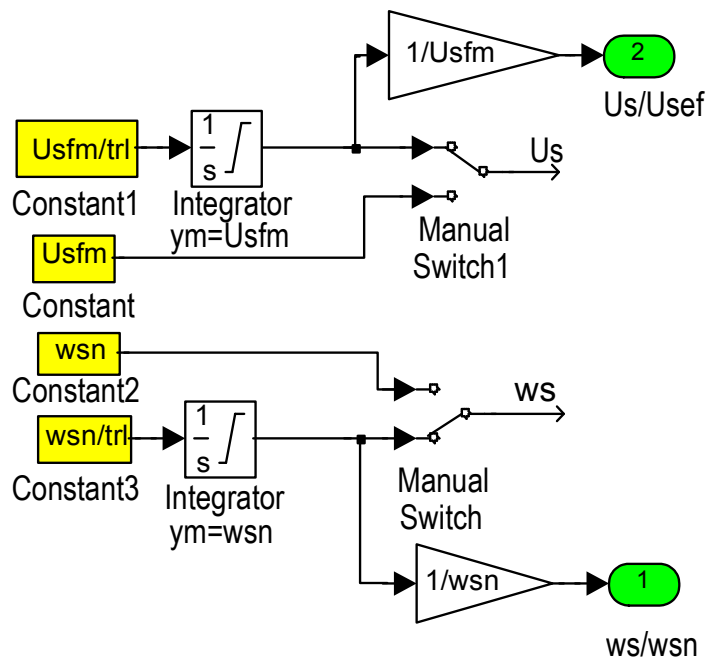 1/Usfm
2
Us/Usef
Usfm/trl
1
s
Us
Constant1
Integrator
ym=Usfm
Manual
Switch1
Usfm
Constant
wsn
Constant2
ws
wsn/trl
1
s
Constant3
Integrator
ym=wsn
Manual
Switch
1/wsn
1
ws/wsn